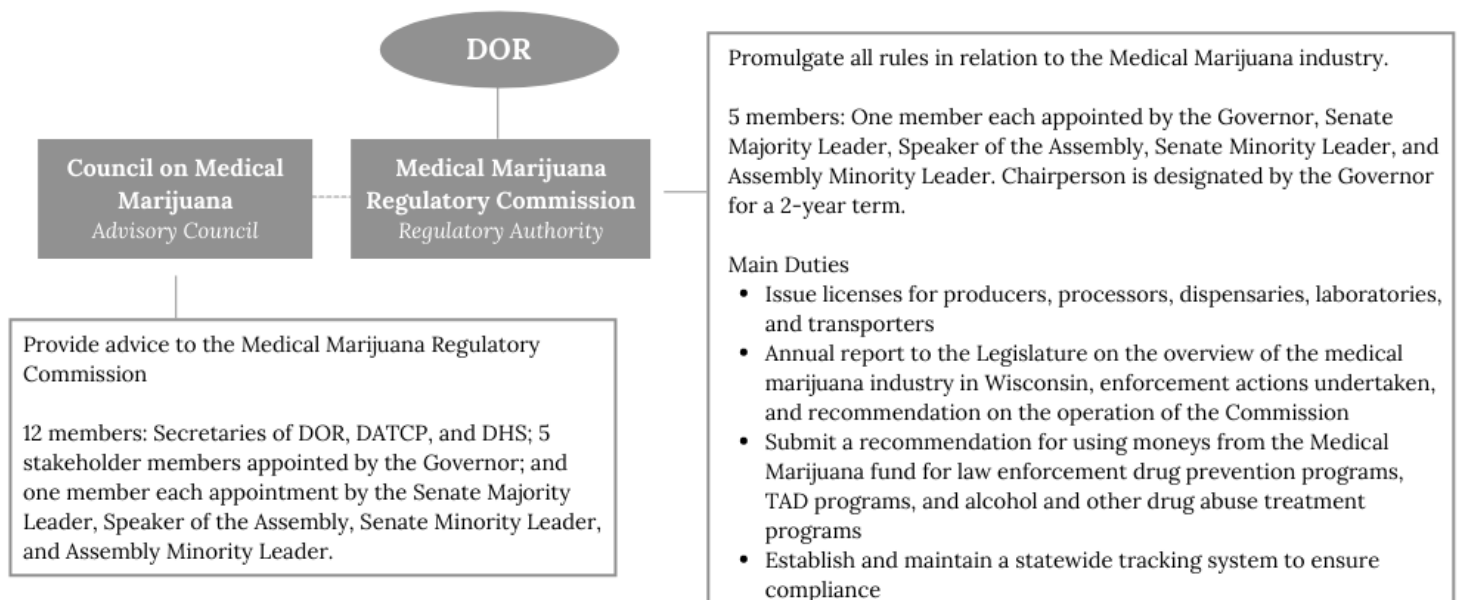 DOR
Council on Medical
Marijuana
Advisory Council
Medical Marijuana
Regulatory Commission
Regulatory Authority
Provide advice to the Medical Marijuana Regulatory
Commission
12 members: Secretaries of DOR, DATCP, and DHS; 5
stakeholder members appointed by the Governor; and
one member each appointment by the Senate Majority
Leader, Speaker of the Assembly, Senate Minority Leader,
and Assembly Minority Leader.
Promulgate all rules in relation to the Medical Marijuana industry.
5 members: One member each appointed by the Governor, Senate
Majority Leader, Speaker of the Assembly, Senate Minority Leader, and
Assembly Minority Leader. Chairperson is designated by the Governor
for a 2-year term.
Main Duties
• Issue licenses for producers, processors, dispensaries, laboratories,
and transporters
• Annual report to the Legislature on the overview of the medical
marijuana industry in Wisconsin, enforcement actions undertaken,
and recommendation on the operation of the Commission
• Submit a recommendation for using moneys from the Medical
Marijuana fund for law enforcement drug prevention programs,
TAD programs, and alcohol and other drug abuse treatment
programs
• Establish and maintain a statewide tracking system to ensure
compliance